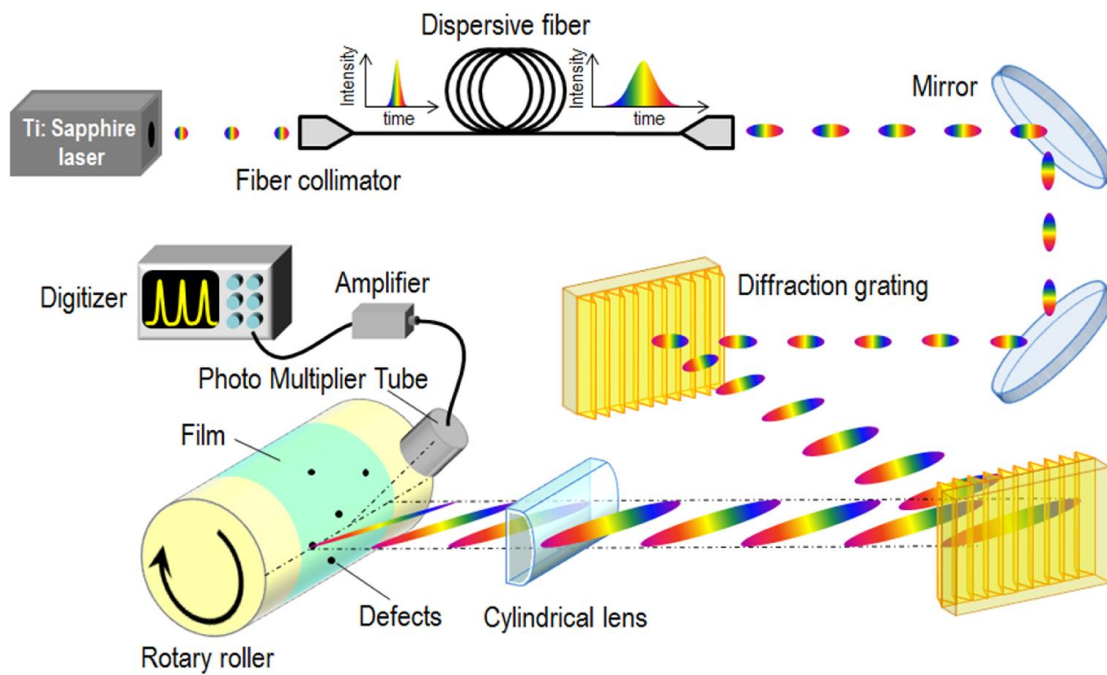 Dispersive fiber
Intensity
time
Intensity
time
Mirror
Ti: Sapphire
laser
Fiber collimator
Digitizer
Amplifier
Diffraction grating
Photo Multiplier Tube
Film
Defects
Cylindrical lens
Rotary roller